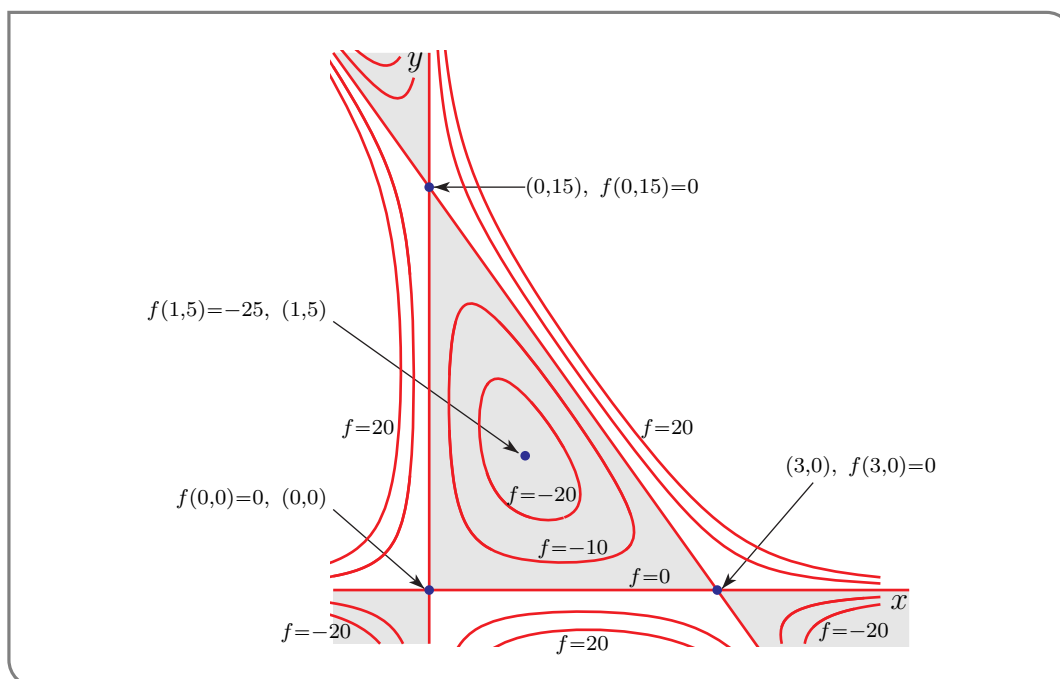 y
(0,15), f(0,15)=0
f(1,5)=−25, (1,5)
f=20
f=20
(3,0), f(3,0)=0
f(0,0)=0, (0,0)
f=−20
f=−10
f=0
x
f=−20
f=20
f=−20